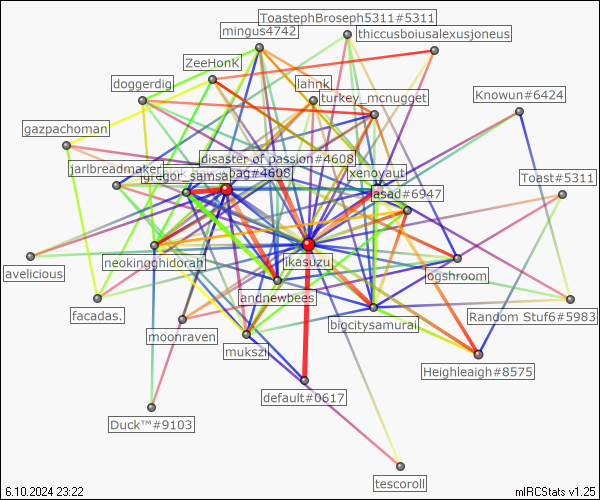 ToastephBroseph5311#5311
mingus4742
thiccusboiusalexusjoneus
ZeeHonK
doggerdig
lahnk
turkey_mcnugget
Knowun#6424
gazpachoman
disaster of passion#4608
jarlbreadmaker
gregor_samsa
bag#4608
xenoyaut
Toast#5311
asad#6947
neokingghidorah
jikasuzu
avelicious
ogshroom
andnewbees
facadas.
Random Stuf6#5983
bigcitysamurai
moonraven
mukszi
Heighleaigh#8575
default#0617
Duck™#9103
tescoroll
6.10.2024 23:22
mIRCStats v1.25